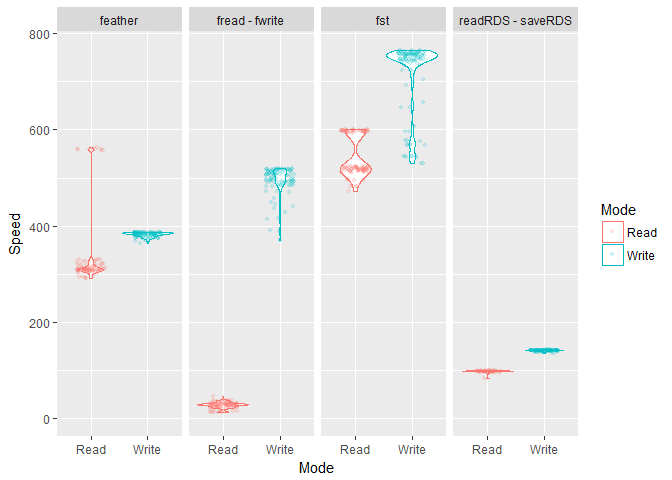 feather
fread - fwrite
fst
readRDS - saveRDS
800
600
400
200
0
Speed
Read
Write
Read
Write
Read
Write
Read
Write
Mode
Mode
Read
Write